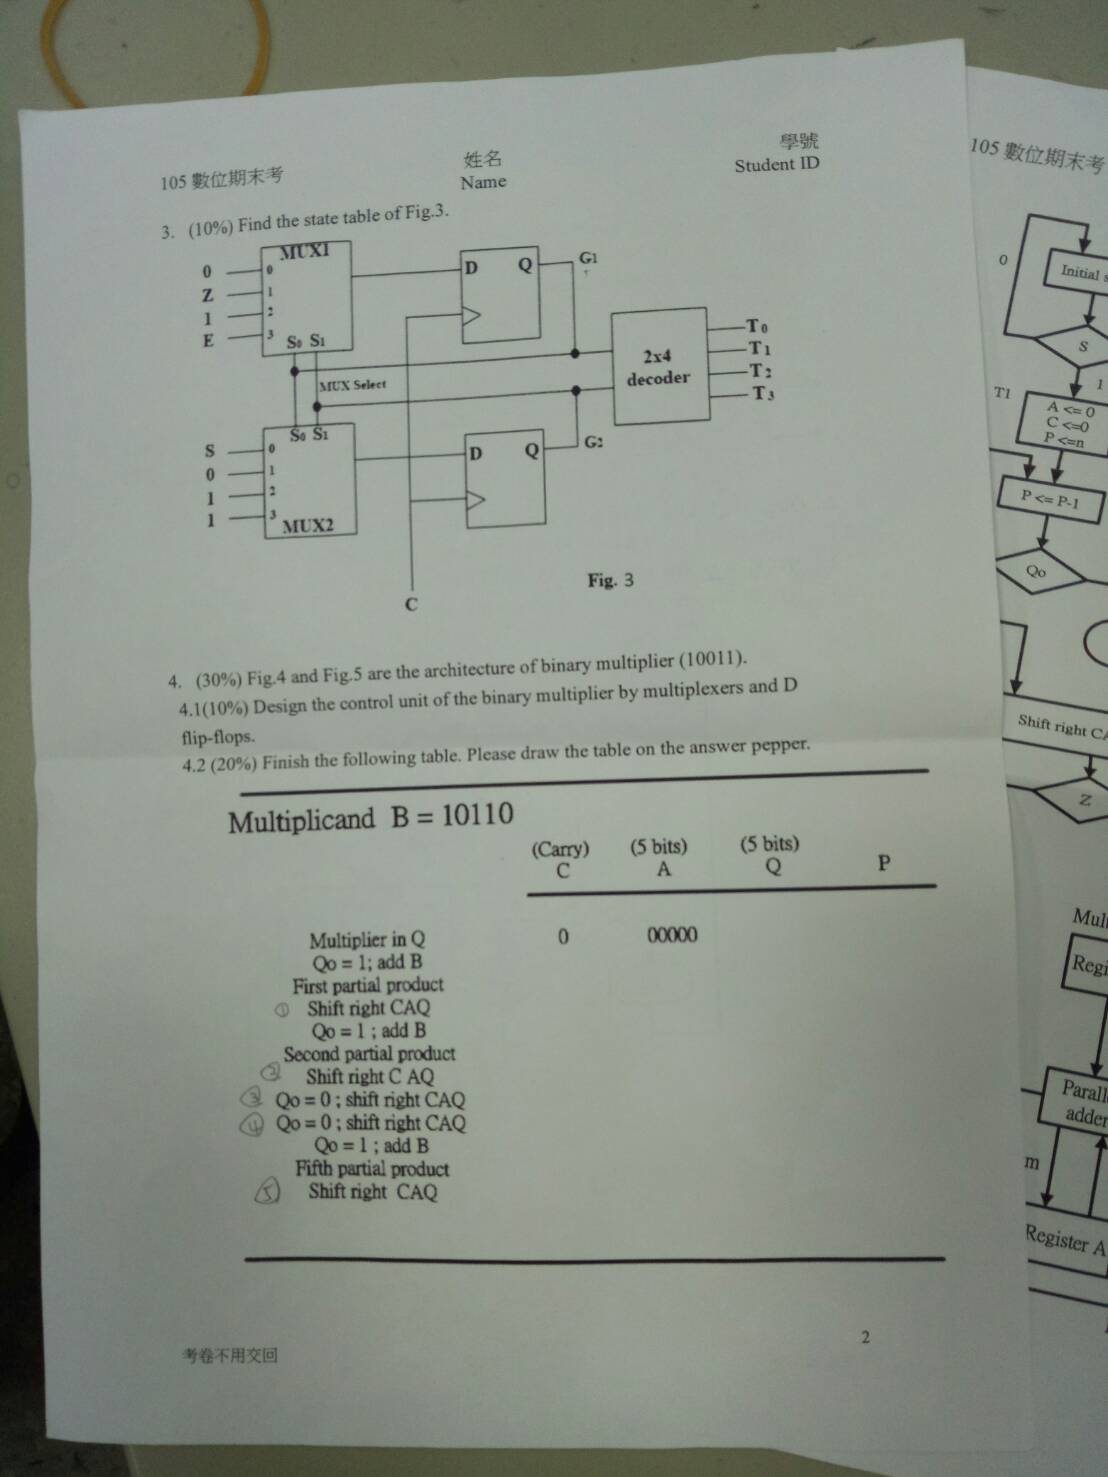 105 數位期末考
姓名
Name
學號
Student ID
3. (10%) Find the state table of Fig.3.
MUX1
0
Z
1
E
0
1
2
3
S0 S1
D Q
G1
MUX Select
2x4
decoder
T0
T1
T2
T3
S0 S1
S
0
1
1
0
1
2
3
MUX2
D Q
G2
C
Fig. 3
4. (30%) Fig.4 and Fig.5 are the architecture of binary multiplier (10011).
4.1(10%) Design the control unit of the binary multiplier by multiplexers and D
flip-flops.
4.2 (20%) Finish the following table. Please draw the table on the answer pepper.
Multiplicand B = 10110
(Carry) (5 bits) (5 bits)
C A Q P
Multiplier in Q 0 00000
Qo = 1; add B
First partial product
① Shift right CAQ
Qo = 1 ; add B
Second partial product
② Shift right C AQ
③ Qo = 0 ; shift right CAQ
④ Qo = 0 ; shift right CAQ
Qo = 1 ; add B
Fifth partial product
⑤ Shift right CAQ
考卷不用交回
2
105 數位期末考
0
Initial
S
1
T1
A <= 0
C <=0
P <=n
P <= P-1
Qo
Shift right
Z
adder
m
Register A